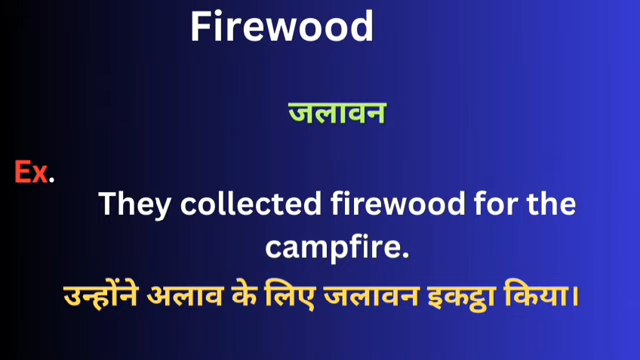 Firewood
जलावन
Ex.
They collected firewood for the
campfire.
उन्होंने अलाव के लिए जलावन इकट्ठा किया।